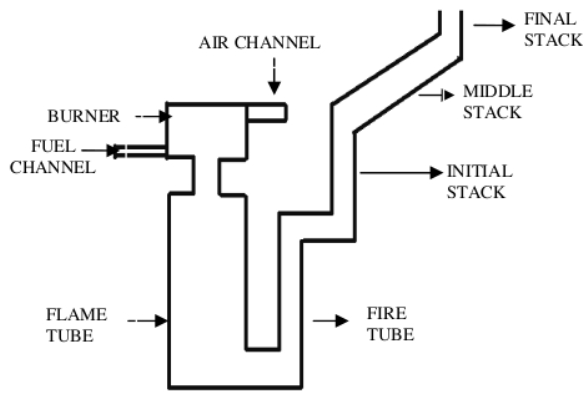 FINAL
STACK
AIR CHANNEL
MIDDLE
STACK
BURNER
FUEL
CHANNEL
INITIAL
STACK
FLAME
TUBE
FIRE
TUBE